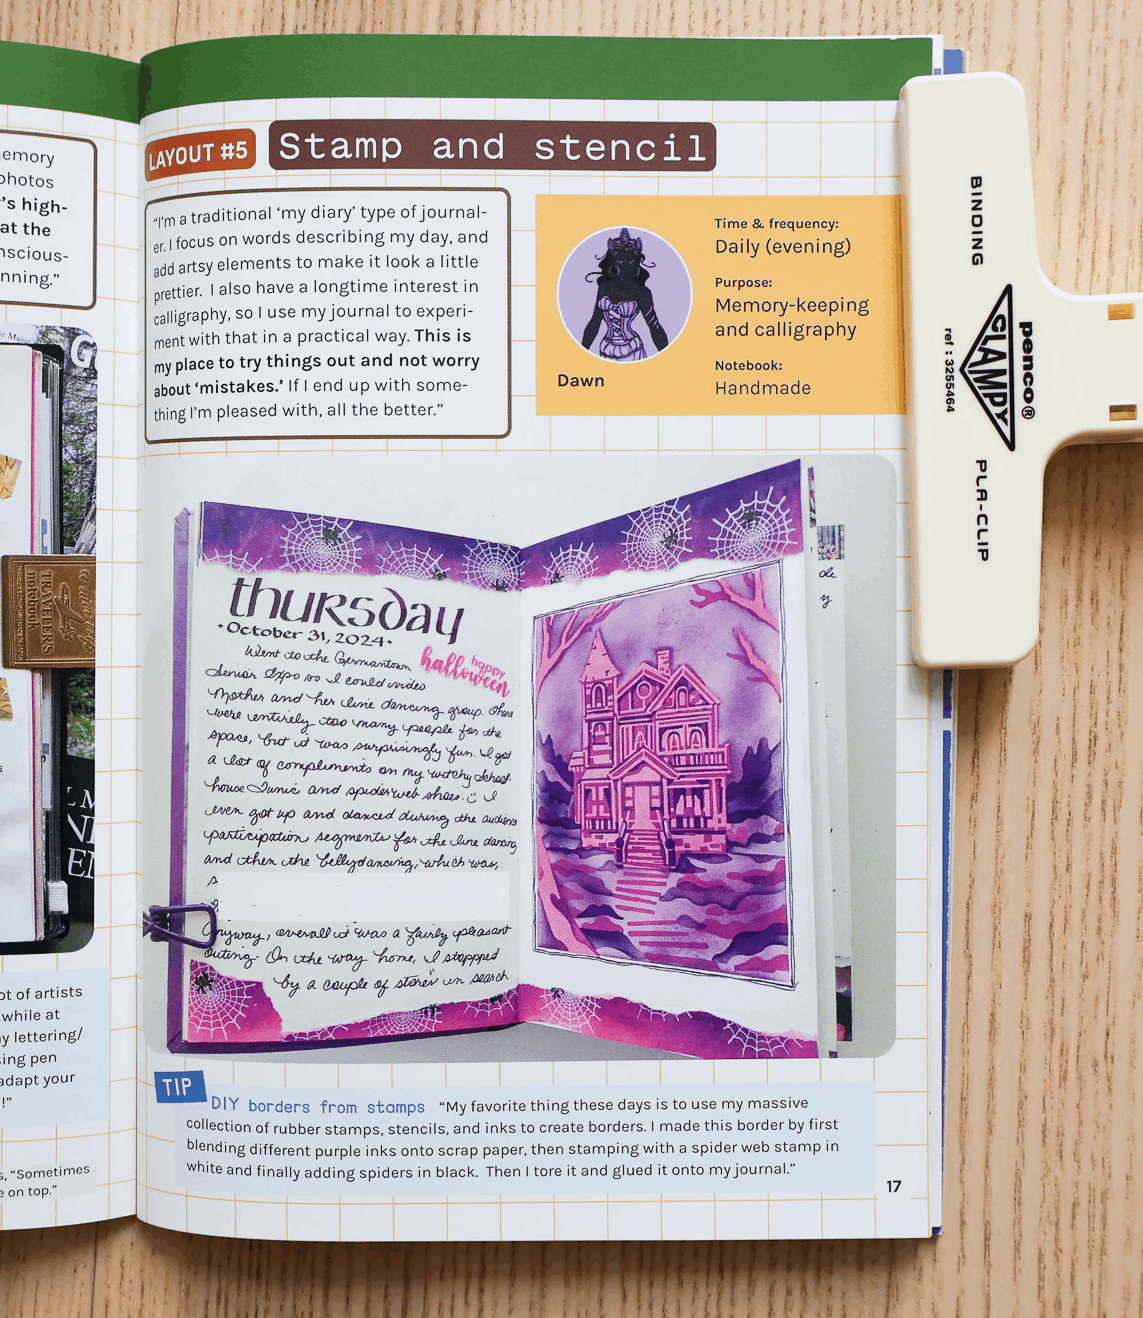 emory
photos
's high-
at the
nscious-
nning."
G
TRAVELER'S
notebook
ot of artists
while at
y lettering/
sing pen
adapt your
!"
s, "Sometimes
e on top."
LAYOUT #5
Stamp and stencil
"I'm a traditional 'my diary' type of journal-
er. I focus on words describing my day, and
add artsy elements to make it look a little
prettier. I also have a longtime interest in
calligraphy, so I use my journal to experi-
ment with that in a practical way. This is
my place to try things out and not worry
about 'mistakes.' If I end up with some-
thing I'm pleased with, all the better."
Dawn
Time & frequency:
Daily (evening)
Purpose:
Memory-keeping
and calligraphy
Notebook:
Handmade
thursday
•October 31, 2024•
happy
halloween
Went to the Germantown
Senior Expo so I could video
Mother and her line dancing group. There
were entirely too many people for the
space, but it was surprisingly fun. I got
a lot of compliments on my witchy School-
house Tunic and spiderweb shoes. I
even got up and danced during the audience
participation segments for the line dancing
and then the bellydancing, which was,
Anyway, overall it was a fairly pleasant
outing. On the way home, I stopped
by a couple of stores in search
TIP
DIY borders from stamps "My favorite thing these days is to use my massive
collection of rubber stamps, stencils, and inks to create borders. I made this border by first
blending different purple inks onto scrap paper, then stamping with a spider web stamp in
white and finally adding spiders in black. Then I tore it and glued it onto my journal."
17
BINDING
penco®
CLAMPY
ref : 3255464
PLA-CLIP